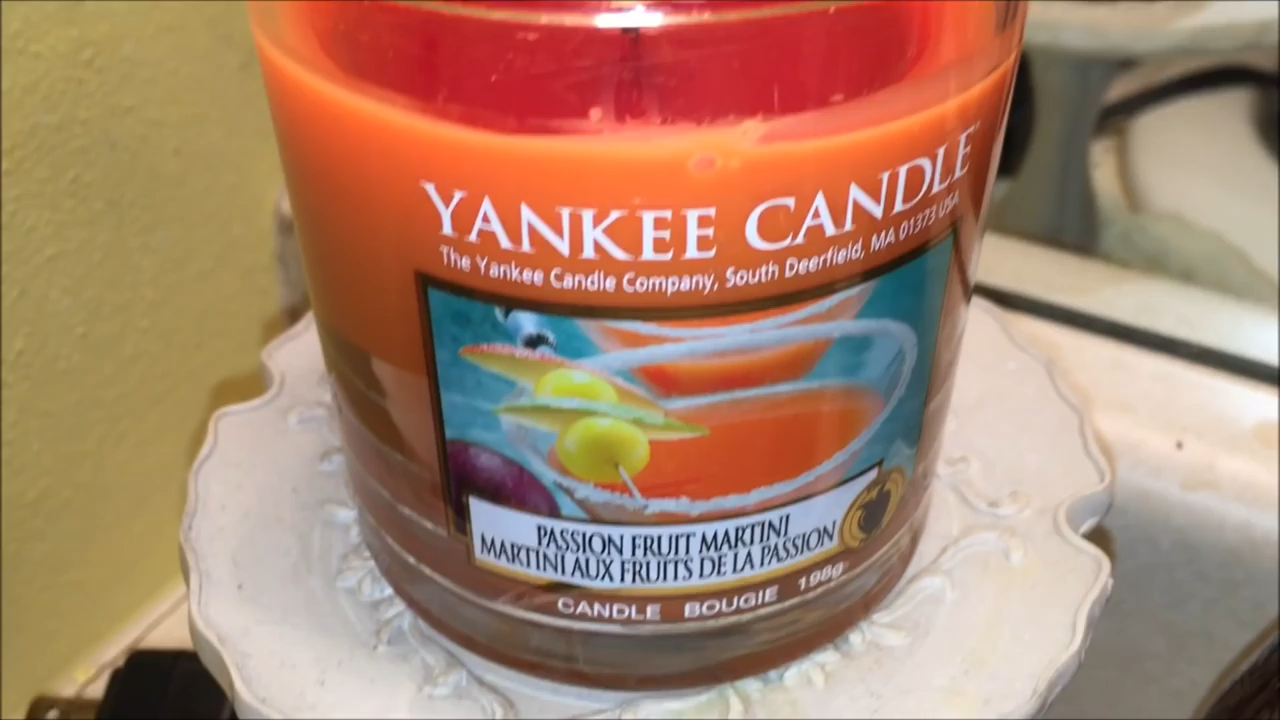 YANKEE CANDLE™
The Yankee Candle Company, South Deerfield, MA 01373 USA
PASSION FRUIT MARTINI
MARTINI AUX FRUITS DE LA PASSION
CANDLE BOUGIE 198g